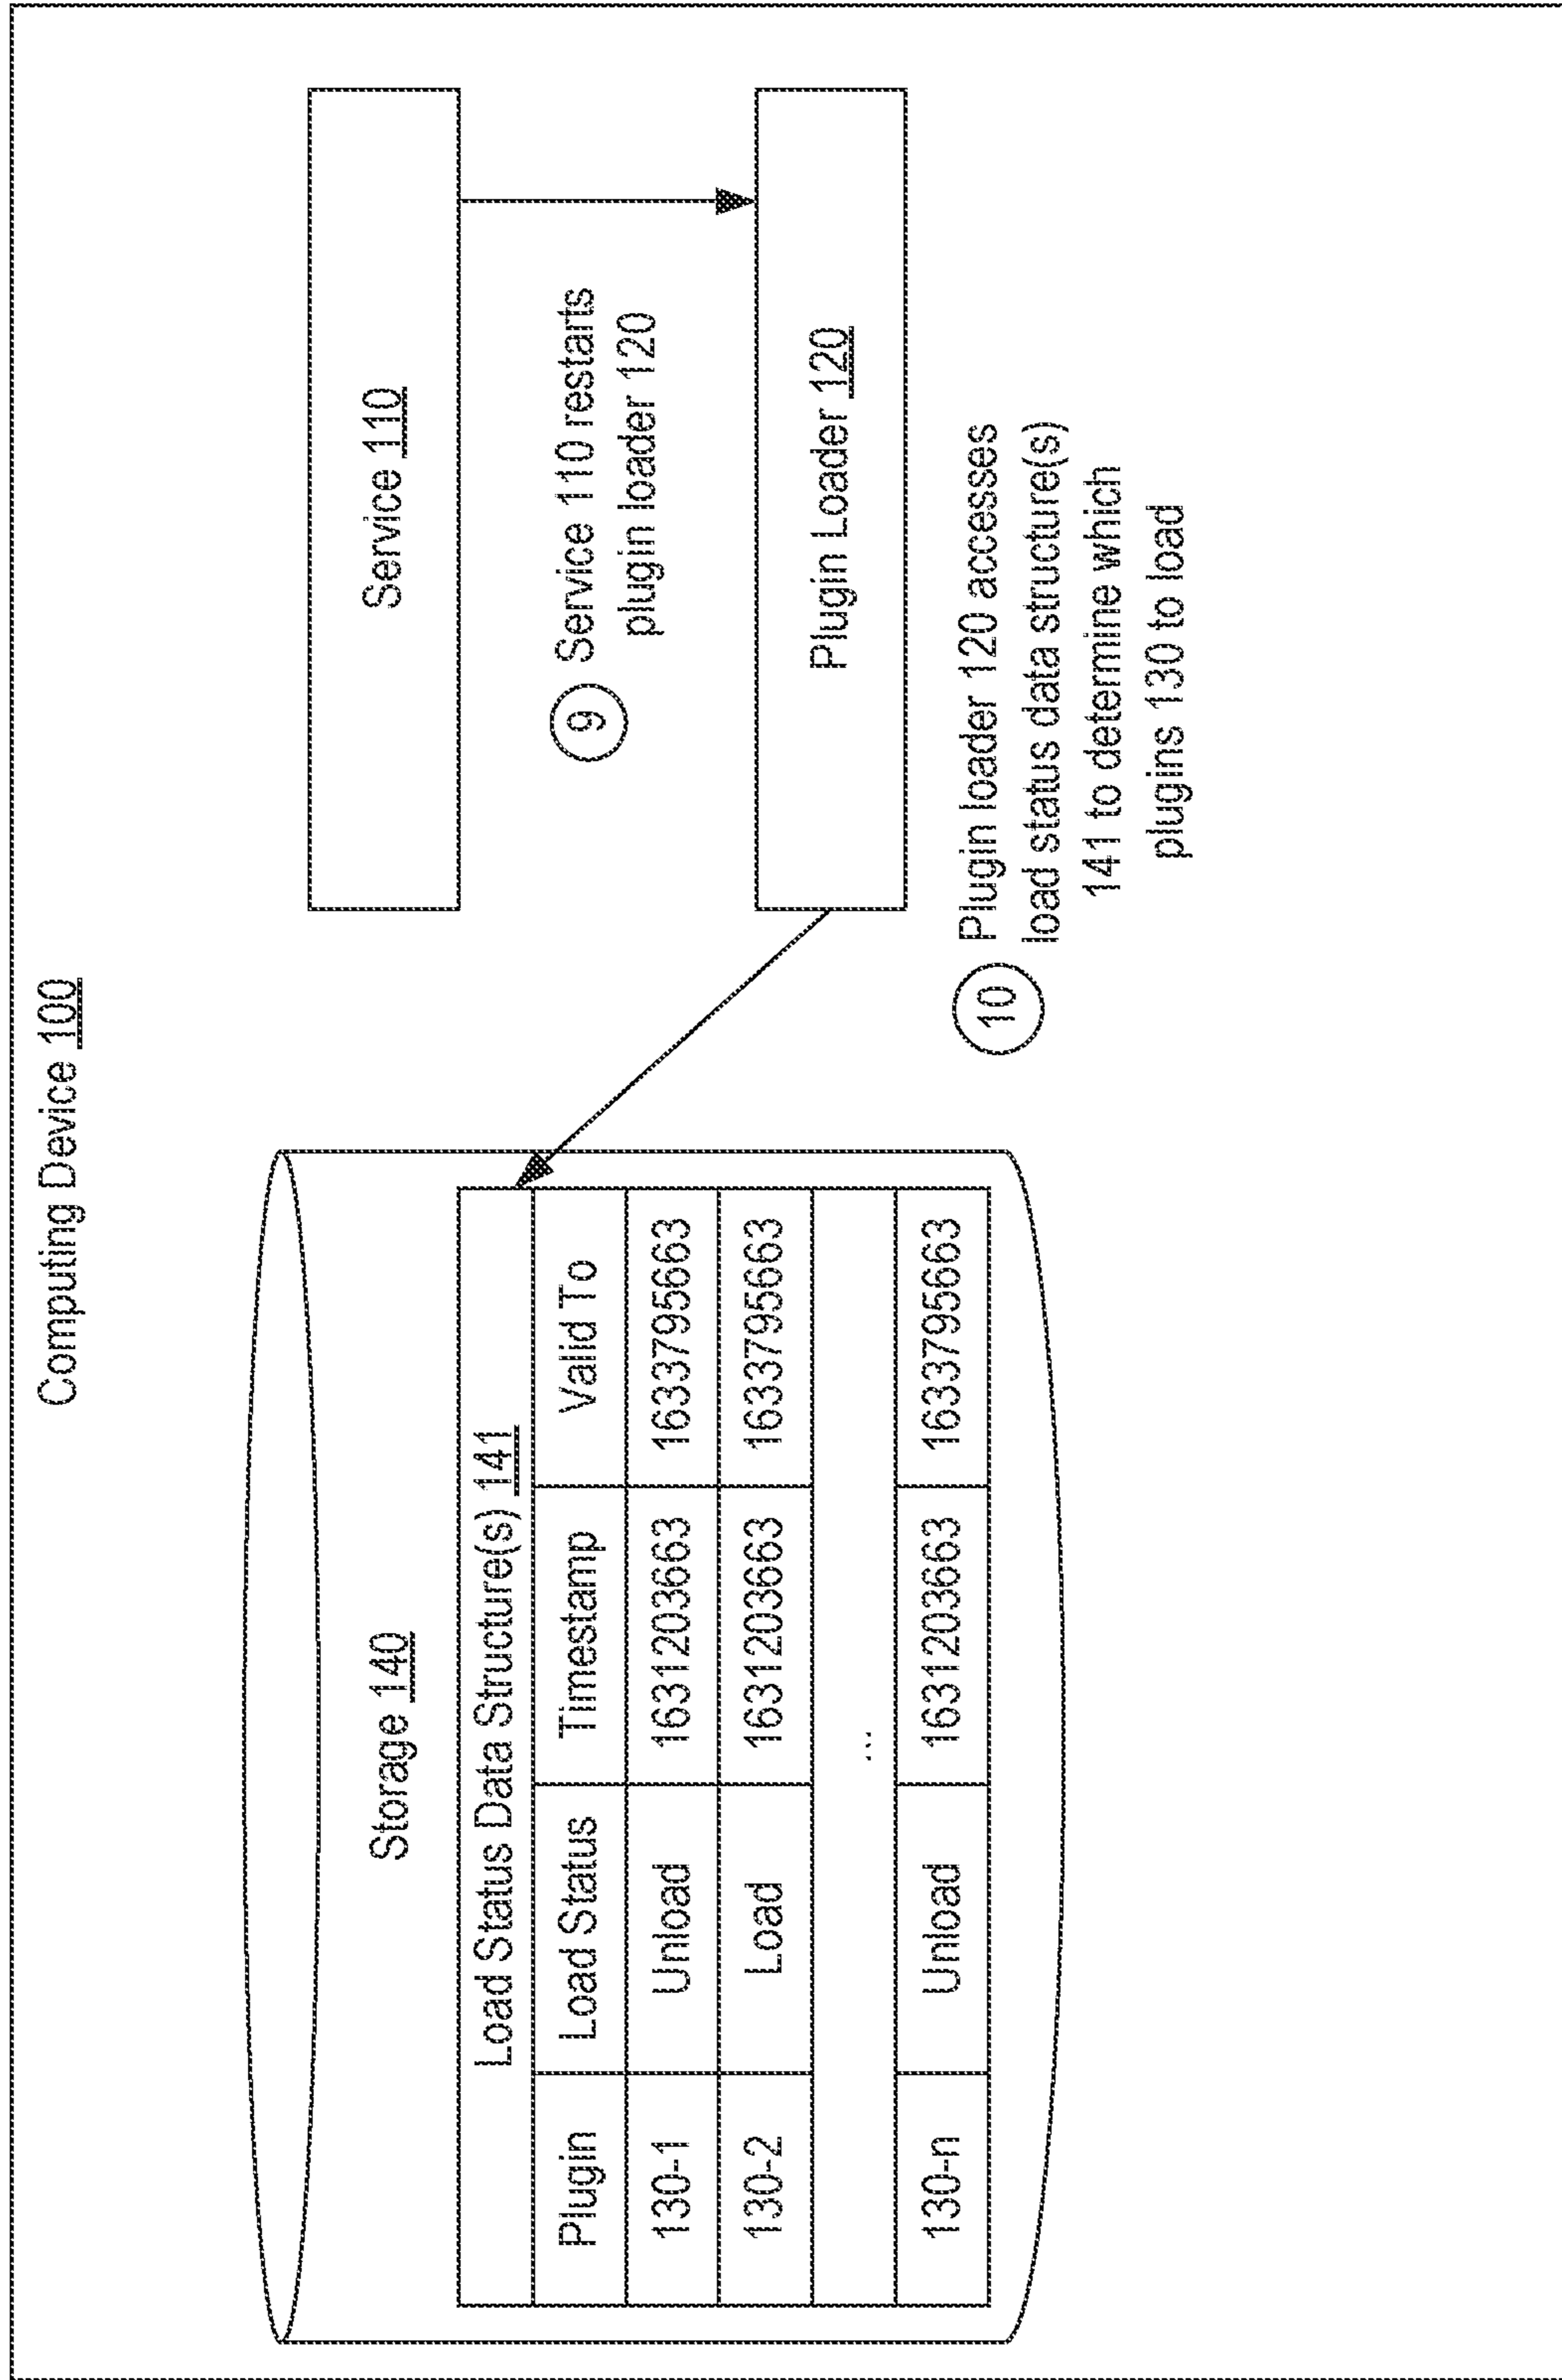 Computing Device 100
Storage 140
Load Status Data Structure(s) 141
Plugin Load Status Timestamp Valid To
130-1 Unload 1631203663 1633795663
130-2 Load 1631203663 1633795663
...
130-n Unload 1631203663 1633795663
Service 110
9 Service 110 restarts
plugin loader 120
Plugin Loader 120
10 Plugin loader 120 accesses
load status data structure(s)
141 to determine which
plugins 130 to load